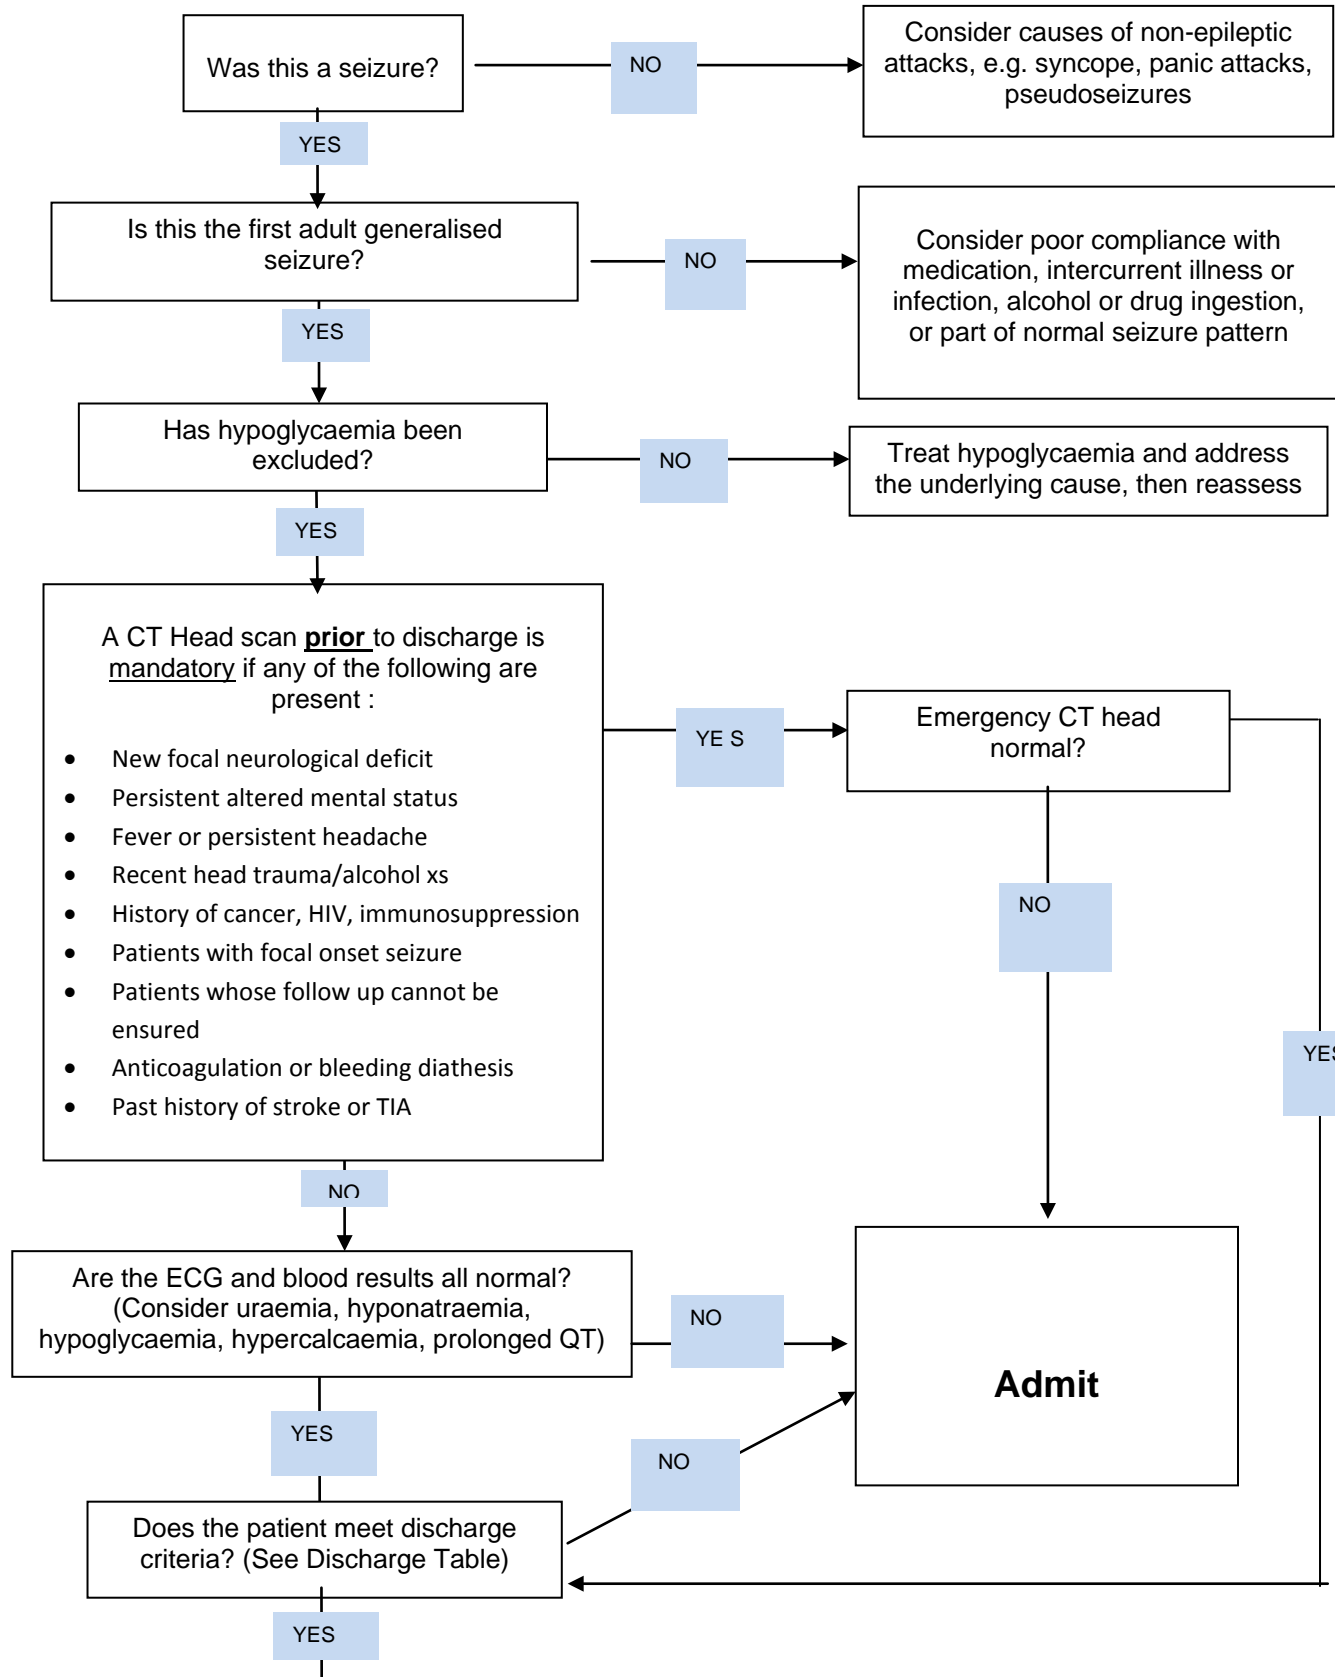 Was this a seizure?
NO
Consider causes of non-epileptic
attacks, e.g. syncope, panic attacks,
pseudoseizures
YES
Is this the first adult generalised
seizure?
NO
Consider poor compliance with
medication, intercurrent illness or
infection, alcohol or drug ingestion,
or part of normal seizure pattern
YES
Has hypoglycaemia been
excluded?
NO
Treat hypoglycaemia and address
the underlying cause, then reassess
YES
A CT Head scan prior to discharge is
mandatory if any of the following are
present :
• New focal neurological deficit
• Persistent altered mental status
• Fever or persistent headache
• Recent head trauma/alcohol xs
• History of cancer, HIV, immunosuppression
• Patients with focal onset seizure
• Patients whose follow up cannot be
ensured
• Anticoagulation or bleeding diathesis
• Past history of stroke or TIA
YE S
Emergency CT head
normal?
NO
YES
NO
Are the ECG and blood results all normal?
(Consider uraemia, hyponatraemia,
hypoglycaemia, hypercalcaemia, prolonged QT)
NO
Admit
YES
NO
Does the patient meet discharge
criteria? (See Discharge Table)
YES